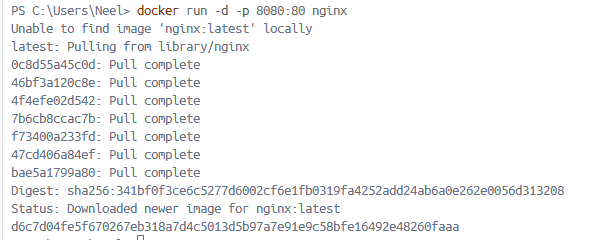 PS C:\Users\Neel> docker run -d -p 8080:80 nginx
Unable to find image 'nginx:latest' locally
latest: Pulling from library/nginx
0c8d55a45c0d: Pull complete
46bf3a120c8e: Pull complete
4f4efe02d542: Pull complete
7b6cb8ccac7b: Pull complete
f73400a233fd: Pull complete
47cd406a84ef: Pull complete
bae5a1799a80: Pull complete
Digest: sha256:341bf0f3ce6c5277d6002cf6e1fb0319fa4252add24ab6a0e262e0056d313208
Status: Downloaded newer image for nginx:latest
d6c7d04fe5f670267eb318a7d4c5013d5b97a7e91e9c58bfe16492e48260faaa